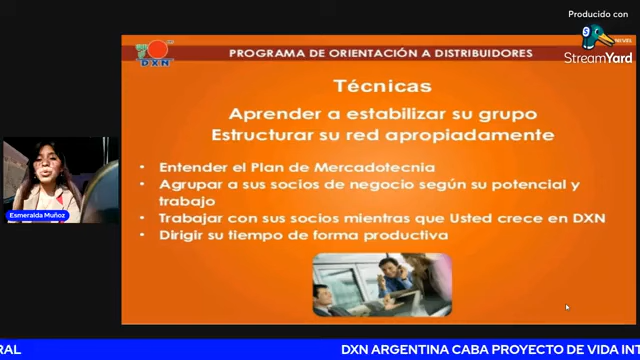 Producido con
StreamYard
NIVEL
DXN
PROGRAMA DE ORIENTACIÓN A DISTRIBUIDORES
Técnicas
Aprender a estabilizar su grupo
Estructurar su red apropiadamente
• Entender el Plan de Mercadotecnia
• Agrupar a sus socios de negocio según su potencial y
trabajo
• Trabajar con sus socios mientras que Usted crece en DXN
• Dirigir su tiempo de forma productiva
Esmeralda Muñoz
RAL
DXN ARGENTINA CABA PROYECTO DE VIDA INT